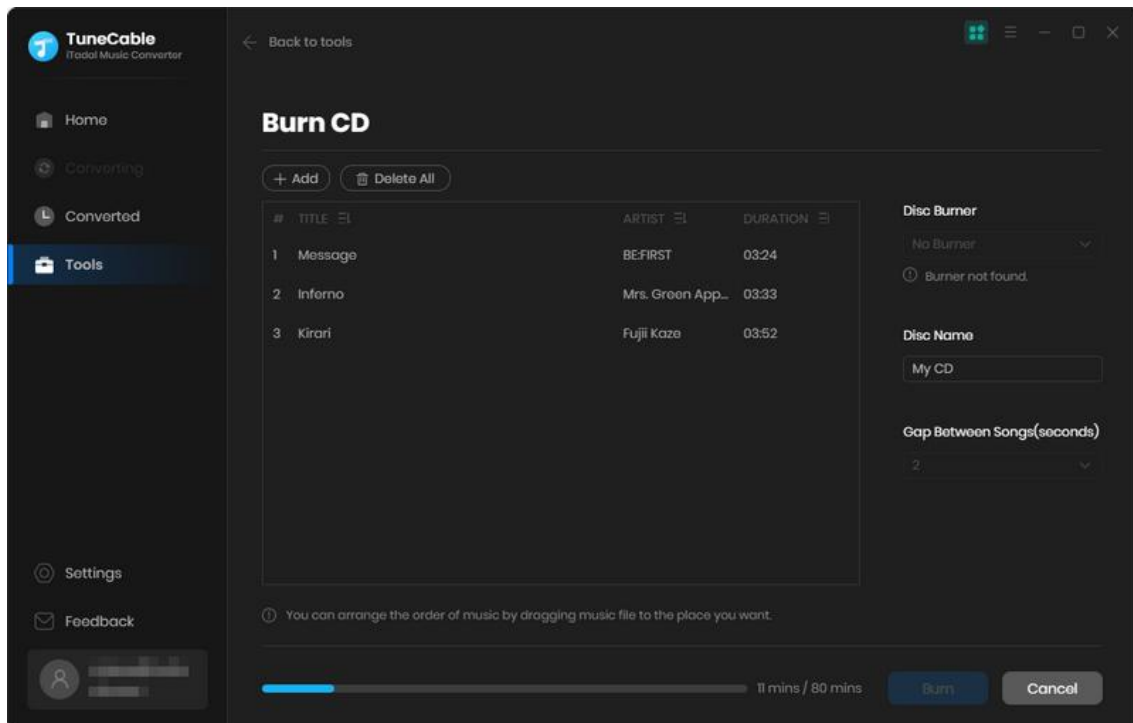 TuneCable
iTadal Music Converter
Back to tools
Home
Burn CD
Converting
+ Add
Delete All
Converted
# TITLE ARTIST DURATION
Disc Burner
No Burner
1 Message BE:FIRST 03:24
Tools
Burner not found.
2 Inferno Mrs. Green App... 03:33
3 Kirari Fujii Kaze 03:52
Disc Name
My CD
Gap Between Songs(seconds)
2
Settings
You can arrange the order of music by dragging music file to the place you want.
Feedback
11 mins / 80 mins
Burn
Cancel